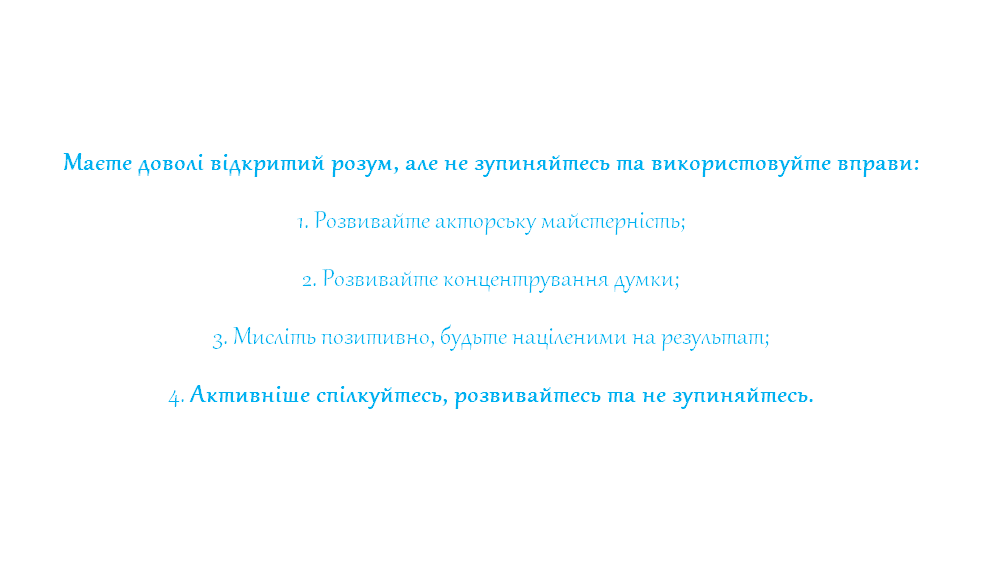 Маєте доволі відкритий розум, але не зупиняйтесь та використовуйте вправи:
1. Розвивайте акторську майстерність;
2. Розвивайте концентрування думки;
3. Мисліть позитивно, будьте націленими на результат;
4. Активніше спілкуйтесь, розвивайтесь та не зупиняйтесь.